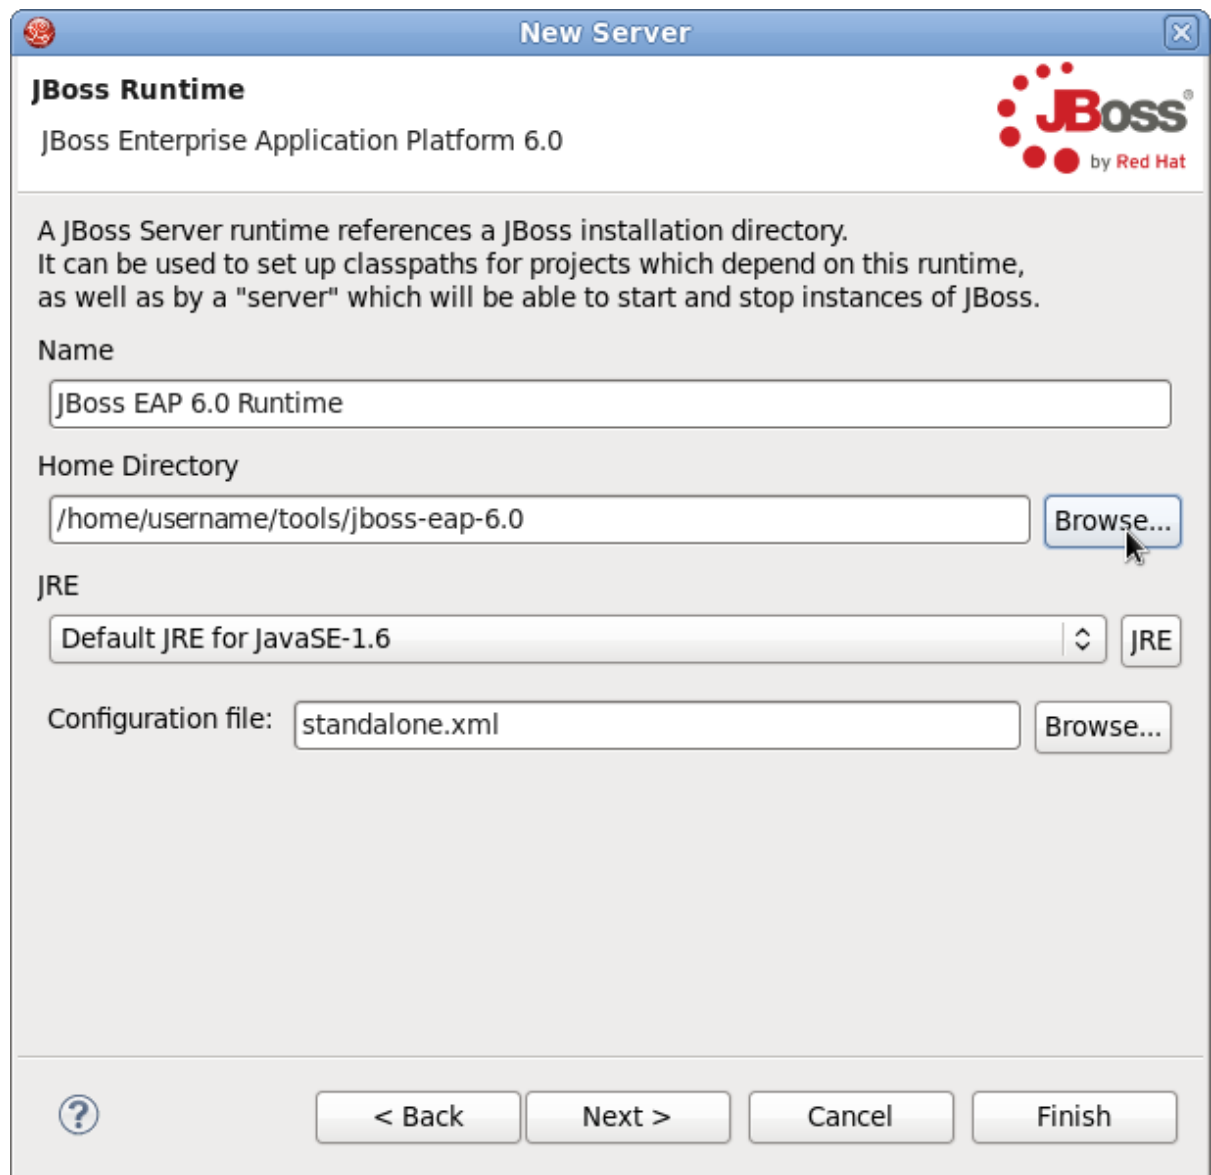 New Server
JBoss Runtime
JBoss Enterprise Application Platform 6.0
JBoss®
by Red Hat
A JBoss Server runtime references a JBoss installation directory.
It can be used to set up classpaths for projects which depend on this runtime,
as well as by a "server" which will be able to start and stop instances of JBoss.
Name
JBoss EAP 6.0 Runtime
Home Directory
/home/username/tools/jboss-eap-6.0 Browse...
JRE
Default JRE for JavaSE-1.6 JRE
Configuration file: standalone.xml Browse...
? < Back Next > Cancel Finish